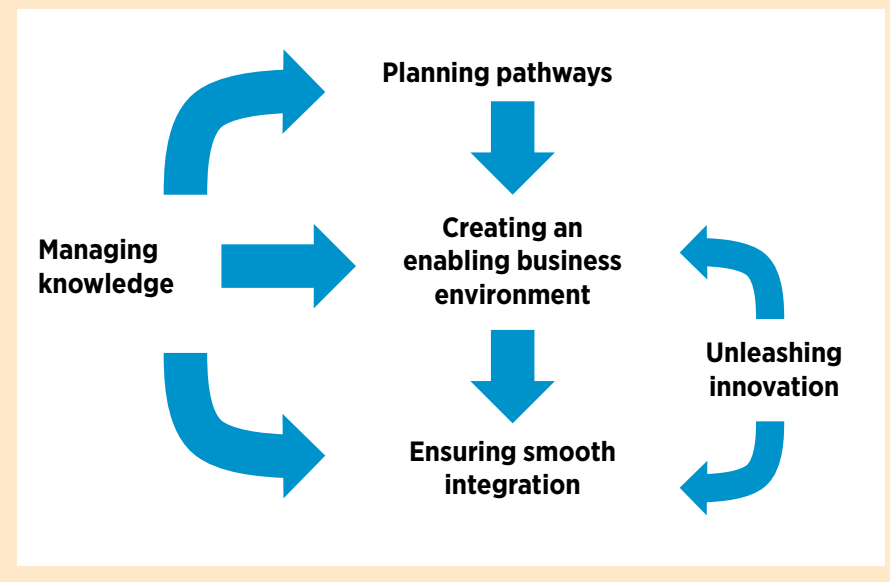 Planning pathways
Managing
knowledge
Creating an
enabling business
environment
Unleashing
innovation
Ensuring smooth
integration